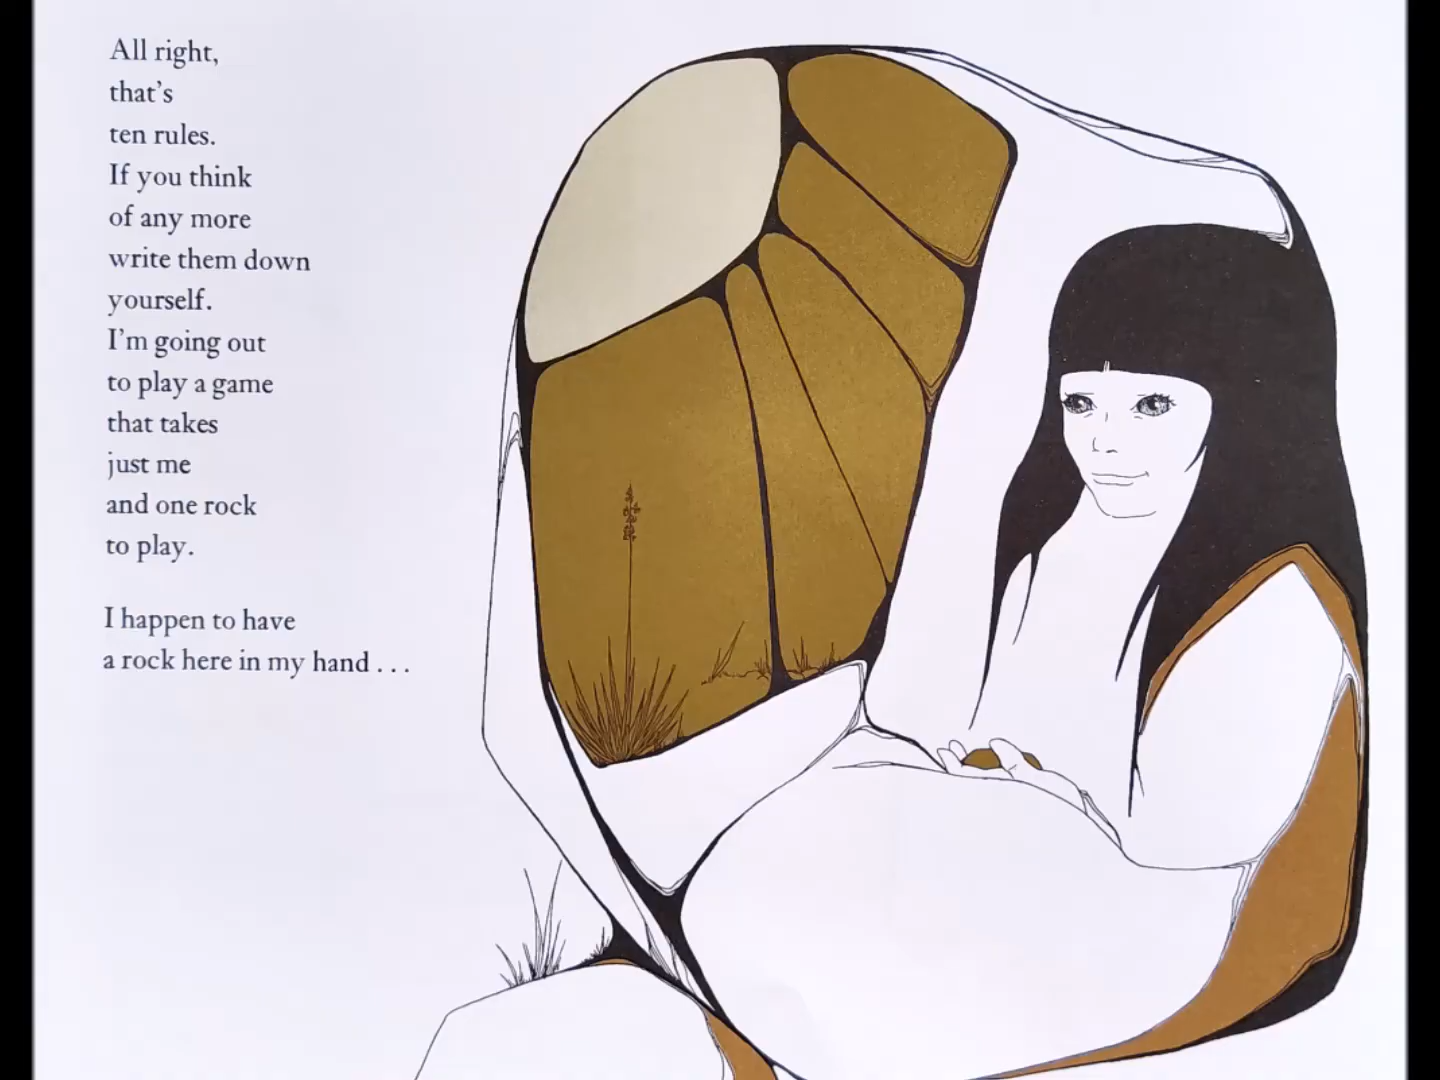 All right,
that's
ten rules.
If you think
of any more
write them down
yourself.
I'm going out
to play a game
that takes
just me
and one rock
to play.
I happen to have
a rock here in my hand . . .